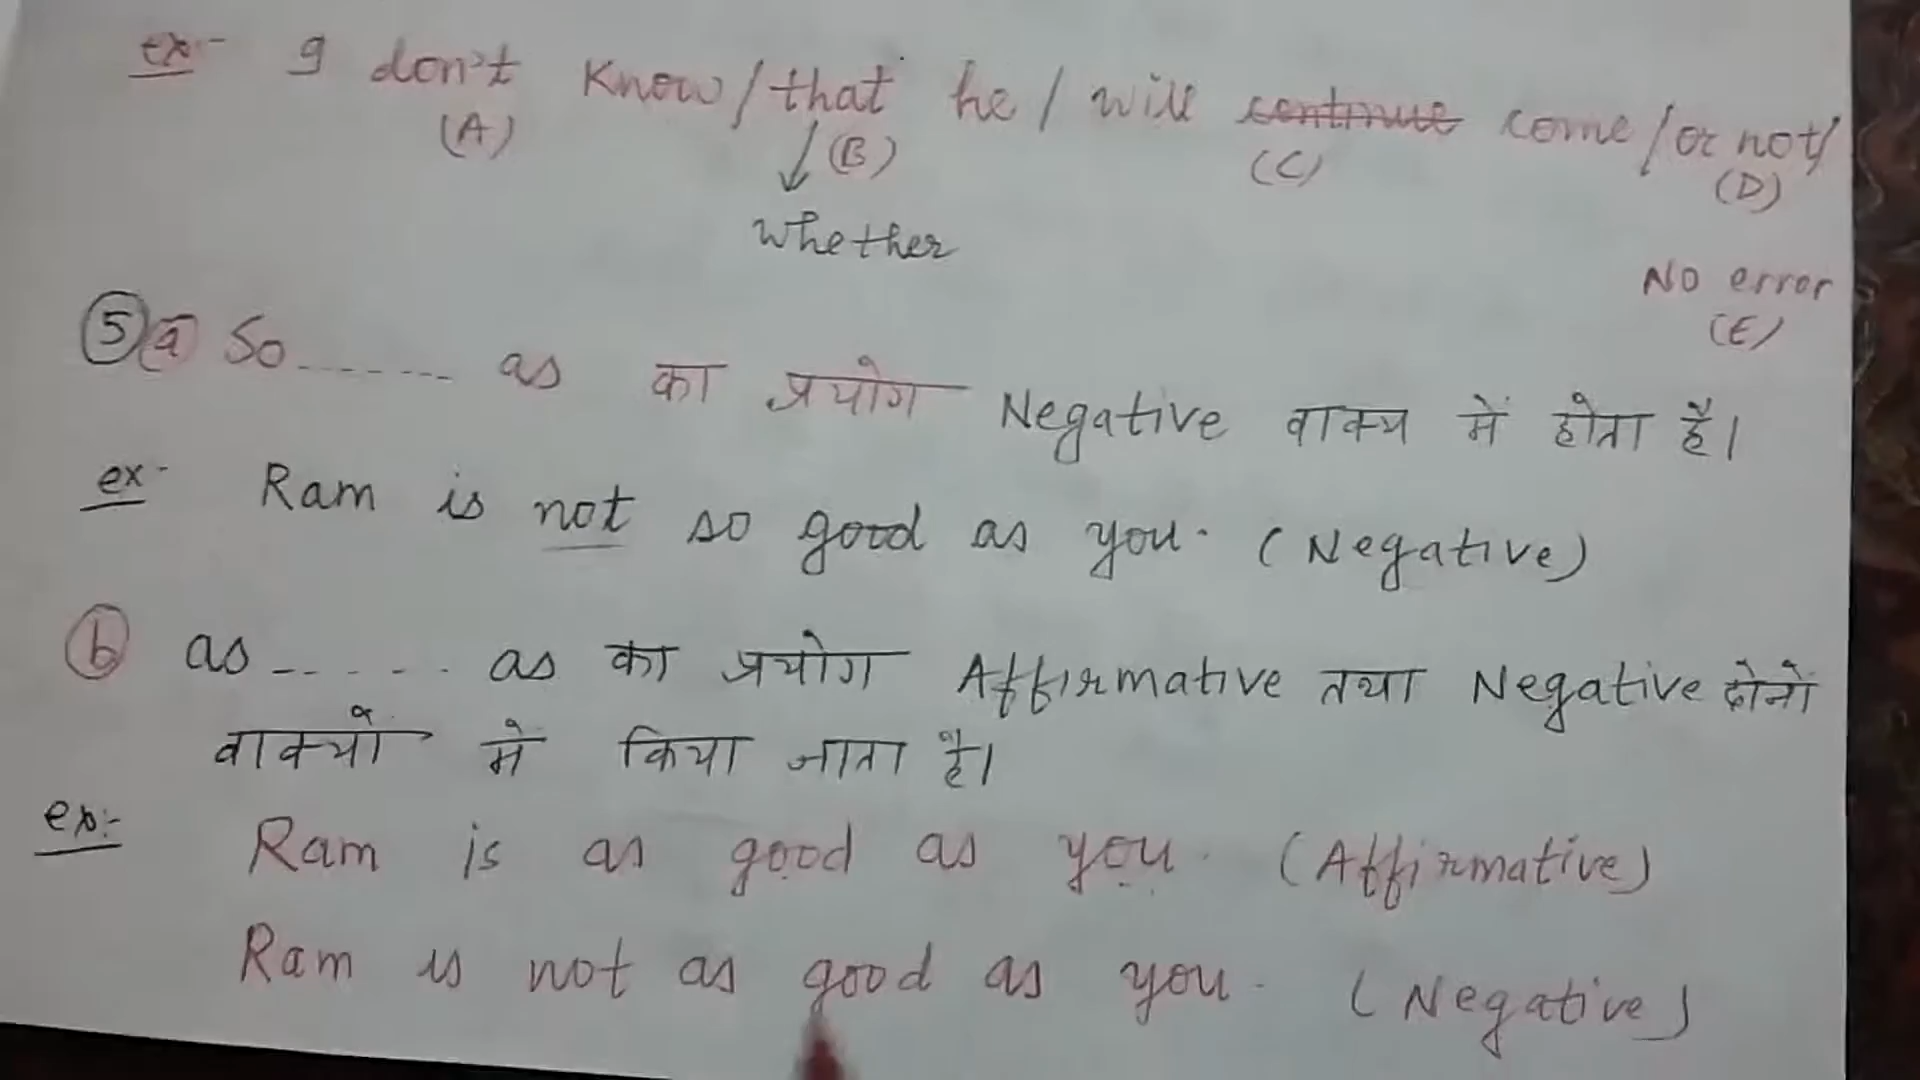 ex:- I don't know / that he / will continue come / or not /
(A) (B) (C) (D)
whether
No error
(E)
5 a So ....... as का प्रयोग Negative वाक्य में होता है।
ex- Ram is not so good as you. (Negative)
b as ....... as का प्रयोग Affirmative तथा Negative दोनों
वाक्यों में किया जाता है।
ex:- Ram is as good as you. (Affirmative)
Ram is not as good as you. (Negative)